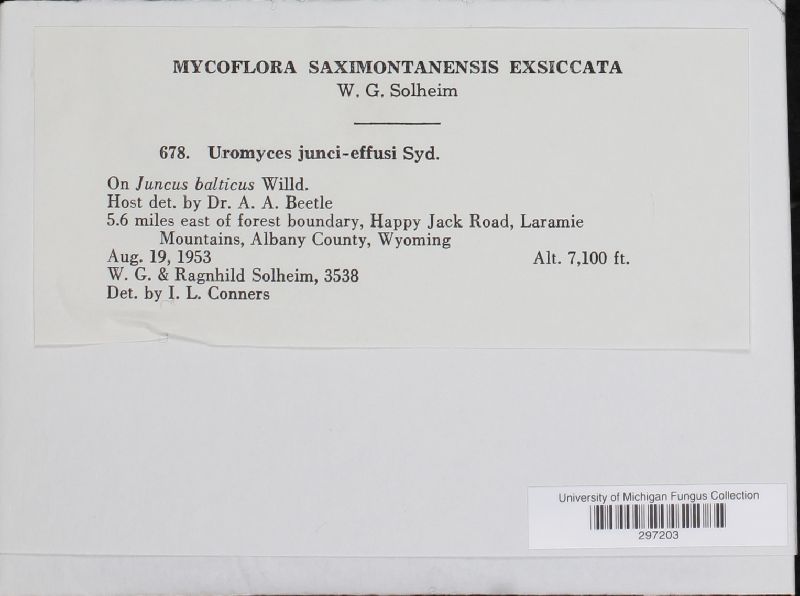 MYCOFLORA SAXIMONTANENSIS EXSICCATA
W. G. Solheim
678. Uromyces junci-effusi Syd.
On Juncus balticus Willd.
Host det. by Dr. A. A. Beetle
5.6 miles east of forest boundary, Happy Jack Road, Laramie
Mountains, Albany County, Wyoming
Aug. 19, 1953 Alt. 7,100 ft.
W. G. & Ragnhild Solheim, 3538
Det. by I. L. Conners
University of Michigan Fungus Collection
297203